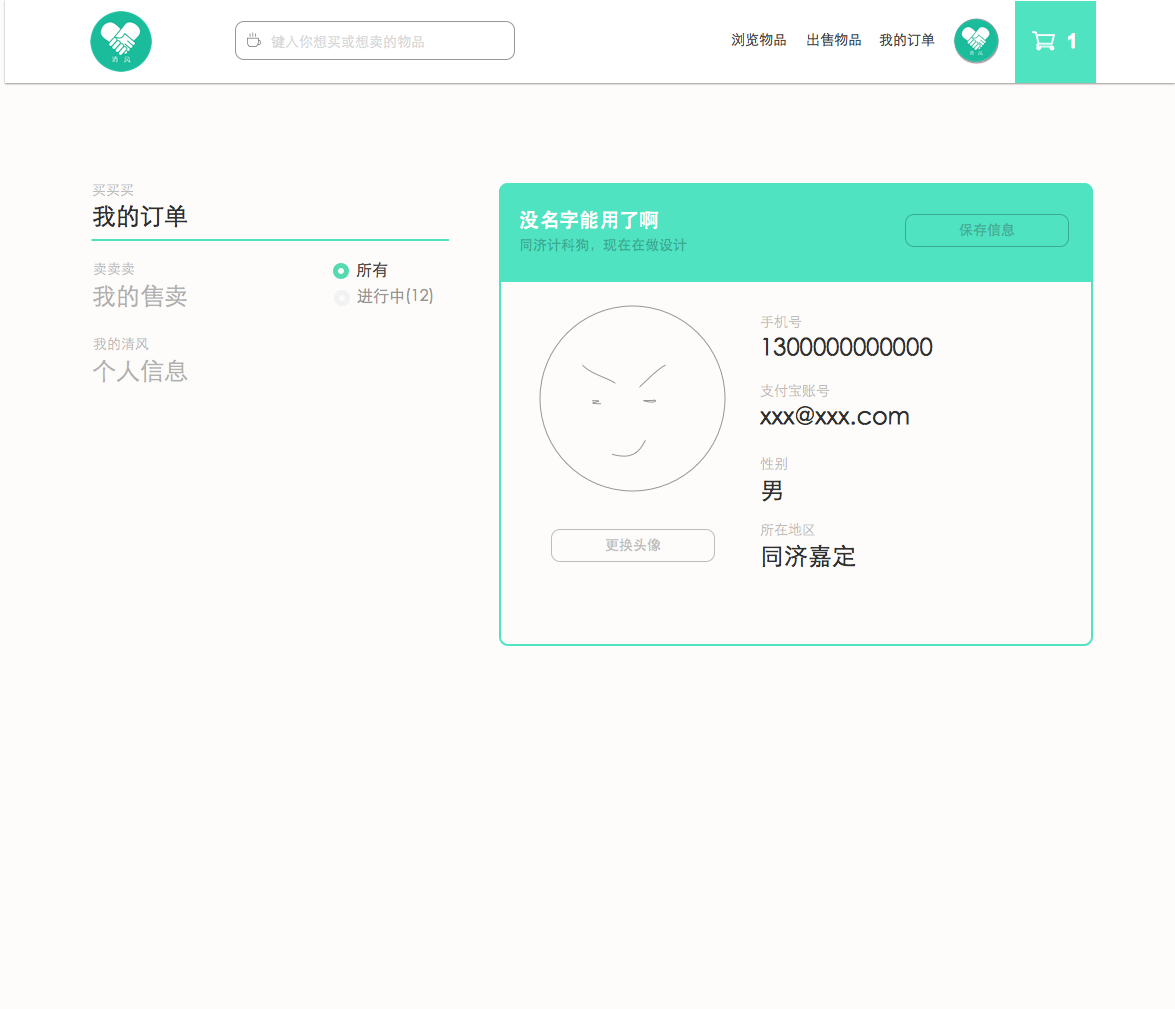 清风
键入你想买或想卖的物品
浏览物品
出售物品
我的订单
清风
1
买买买
我的订单
卖卖卖
我的售卖
所有
进行中(12)
我的清风
个人信息
没名字能用了啊
同济计科狗，现在在做设计
保存信息
更换头像
手机号
1300000000000
支付宝账号
xxx@xxx.com
性别
男
所在地区
同济嘉定